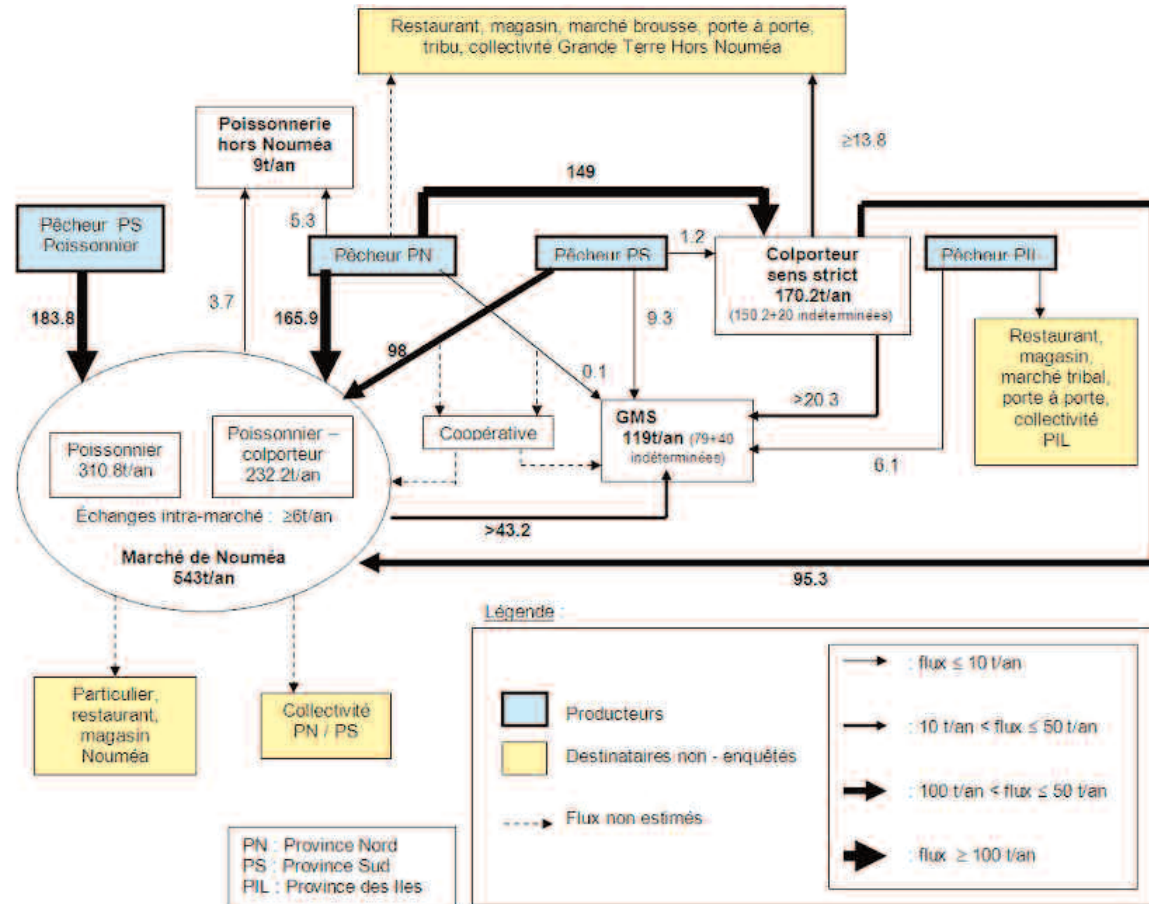 Restaurant, magasin, marché brousse, porte à porte,
tribu, collectivité Grande Terre Hors Nouméa
Poissonnerie
hors Nouméa
9t/an
≥13.8
149
5.3
1.2
Pêcheur PS
Poissonnier
Pêcheur PN
Pêcheur PS
Colporteur
sens strict
170.2t/an
(150.2+20 indéterminées)
Pêcheur PIL
183.8
3.7
165.9
98
9.3
0.1
>20.3
6.1
Restaurant,
magasin,
marché tribal,
porte à porte,
collectivité
PIL
Coopérative
GMS
119t/an (79+40
indéterminées)
Poissonnier
310.8t/an
Poissonnier –
colporteur
232.2t/an
Échanges intra-marché : ≥6t/an
Marché de Nouméa
543t/an
>43.2
95.3
Particulier,
restaurant,
magasin
Nouméa
Collectivité
PN / PS
Légende :
Producteurs
Destinataires non - enquêtés
Flux non estimés
: flux ≤ 10 t/an
: 10 t/an < flux ≤ 50 t/an
: 100 t/an < flux ≤ 50 t/an
: flux ≥ 100 t/an
PN : Province Nord
PS : Province Sud
PIL : Province des Iles